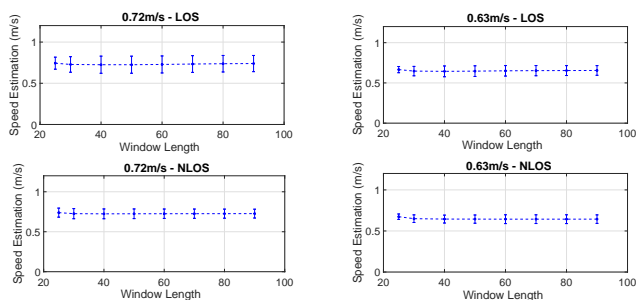 0.72m/s - LOS
Speed Estimation (m/s)
1
0.5
0
20 40 60 80 100
Window Length
0.63m/s - LOS
Speed Estimation (m/s)
1
0.5
0
20 40 60 80 100
Window Length
0.72m/s - NLOS
Speed Estimation (m/s)
1
0.5
0
20 40 60 80 100
Window Length
0.63m/s - NLOS
Speed Estimation (m/s)
1
0.5
0
20 40 60 80 100
Window Length